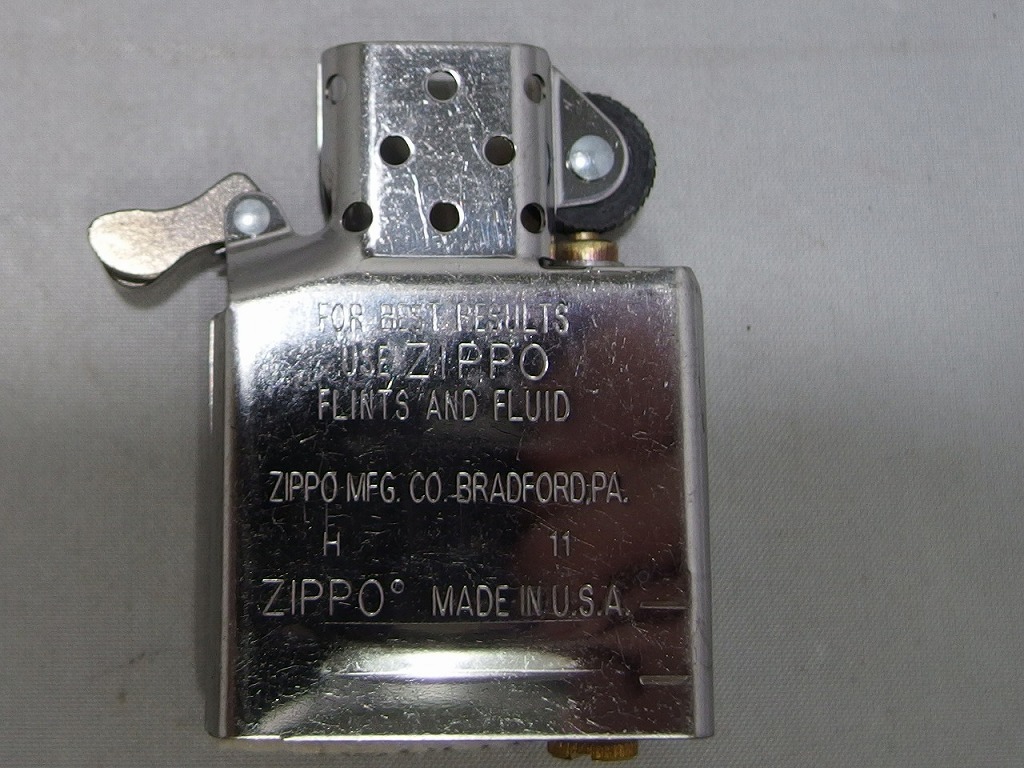 FOR BEST RESULTS
USE ZIPPO
FLINTS AND FLUID
ZIPPO MFG. CO. BRADFORD, PA.
H 11
ZIPPO® MADE IN U.S.A.